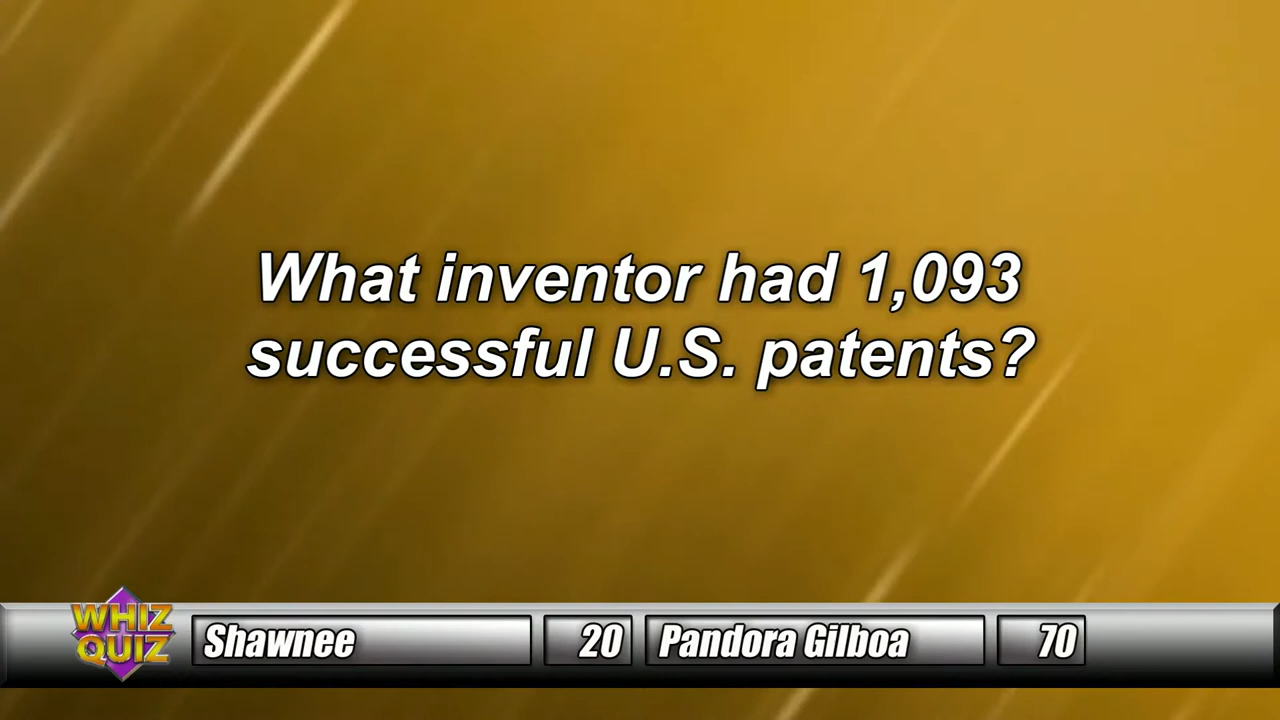 What inventor had 1,093
successful U.S. patents?
WHIZ
QUIZ
Shawnee 20 Pandora Gilboa 70